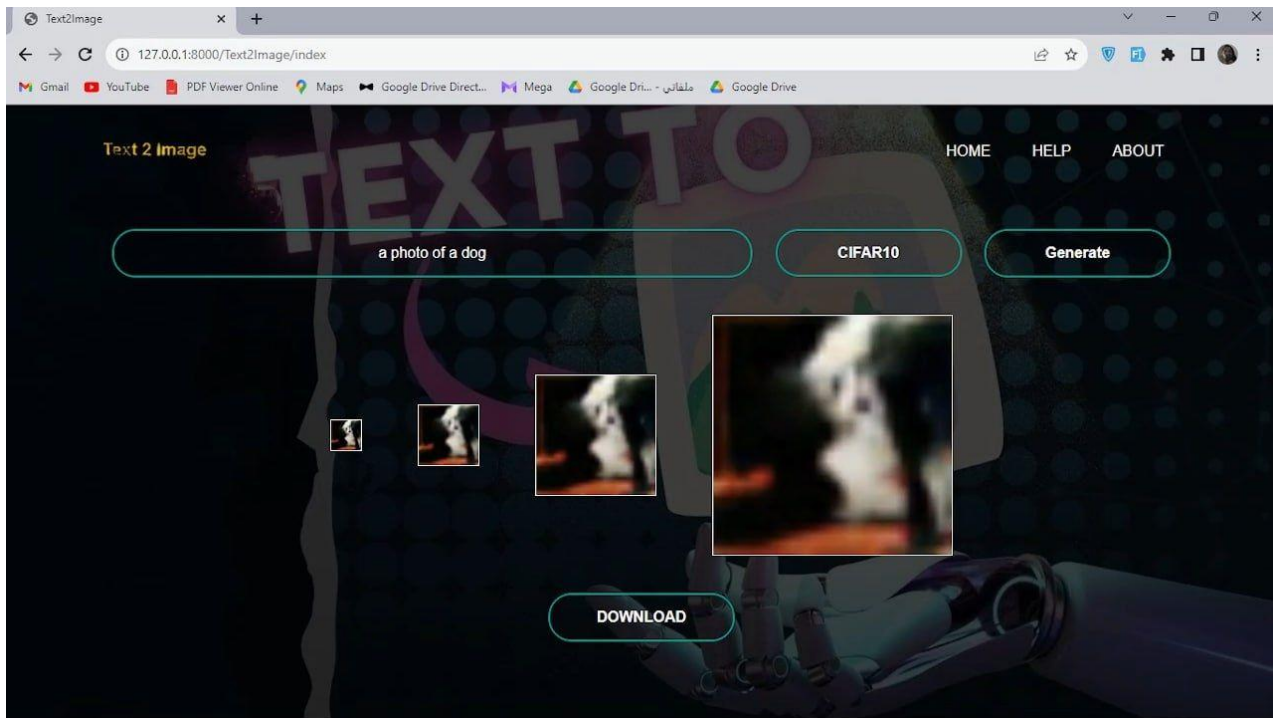 Text2Image
127.0.0.1:8000/Text2Image/index
Gmail YouTube PDF Viewer Online Maps Google Drive Direct... Mega Google Dri... - ملفاتي Google Drive
TEXT TO
Text 2 Image HOME HELP ABOUT
a photo of a dog CIFAR10 Generate
DOWNLOAD